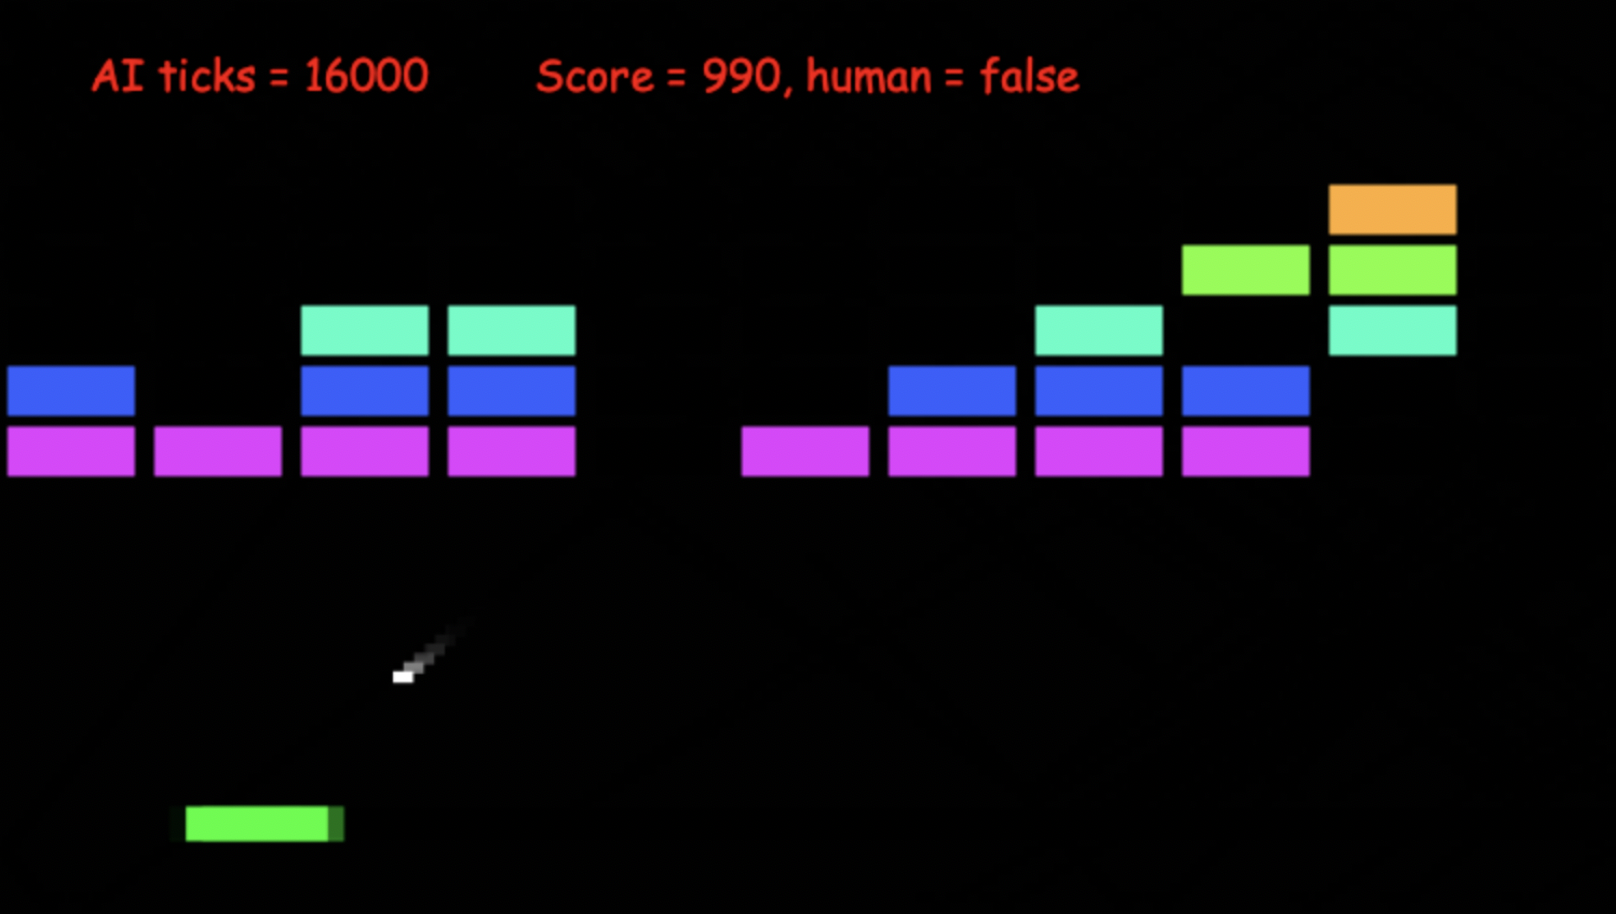 AI ticks = 16000 Score = 990, human = false